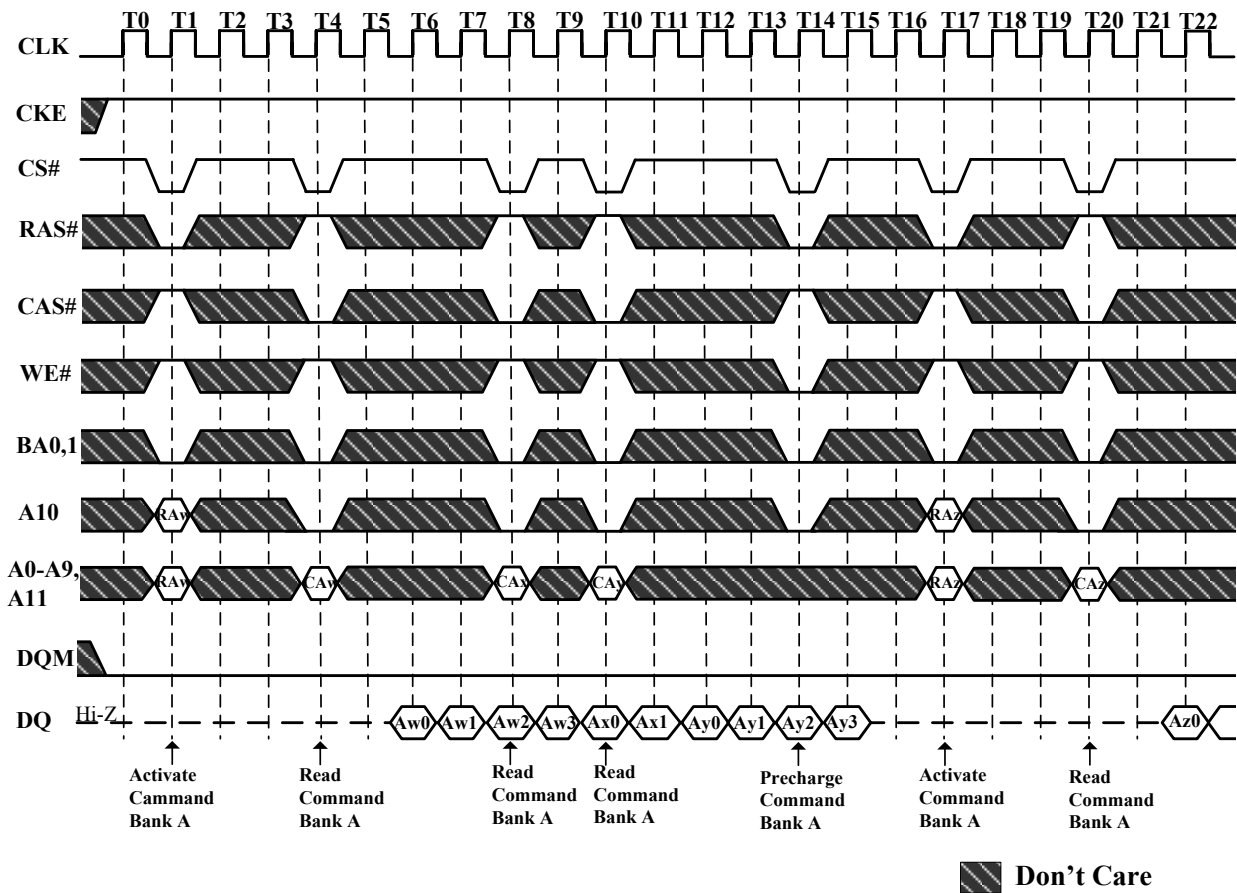 T0 T1 T2 T3 T4 T5 T6 T7 T8 T9 T10 T11 T12 T13 T14 T15 T16 T17 T18 T19 T20 T21 T22
CLK
CKE
CS#
RAS#
CAS#
WE#
BA0,1
A10 RAw RAz
A0-A9,
A11
RAw CAw CAx CAy RAz CAz
DQM
DQ Hi-Z Aw0 Aw1 Aw2 Aw3 Ax0 Ax1 Ay0 Ay1 Ay2 Ay3 Az0
Activate
Cammand
Bank A
Read
Command
Bank A
Read
Command
Bank A
Read
Command
Bank A
Precharge
Command
Bank A
Activate
Command
Bank A
Read
Command
Bank A
Don't Care